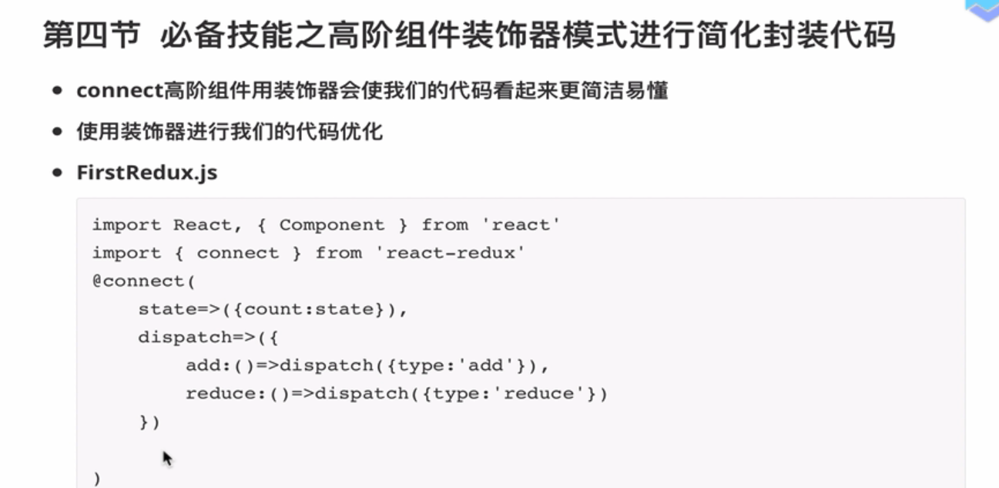 第四节 必备技能之高阶组件装饰器模式进行简化封装代码
connect高阶组件用装饰器会使我们的代码看起来更简洁易懂
使用装饰器进行我们的代码优化
FirstRedux.js
import React, { Component } from 'react'
import { connect } from 'react-redux'
@connect(
    state=>({count:state}),
    dispatch=>({
        add:()=>dispatch({type:'add'}),
        reduce:()=>dispatch({type:'reduce'})
    })
)